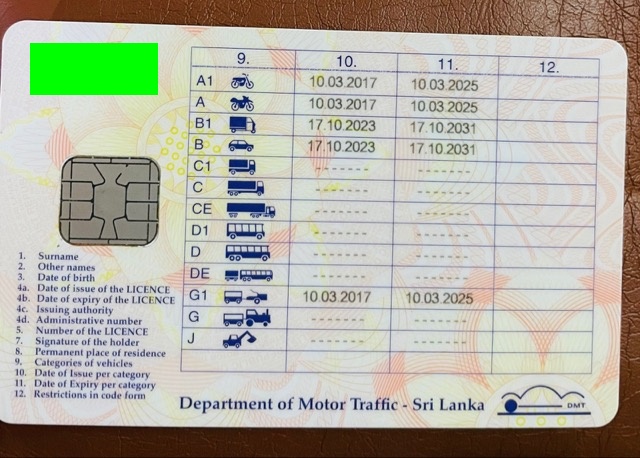 9. 10. 11. 12.
A1 10.03.2017 10.03.2025
A 10.03.2017 10.03.2025
B1 17.10.2023 17.10.2031
B 17.10.2023 17.10.2031
C1 ------- -------
C ------- -------
CE ------- -------
D1 ------- -------
D ------- -------
DE ------- -------
G1 10.03.2017 10.03.2025
G ------- -------
J ------- -------
1. Surname
2. Other names
3. Date of birth
4a. Date of issue of the LICENCE
4b. Date of expiry of the LICENCE
4c. Issuing authority
4d. Administrative number
5. Number of the LICENCE
7. Signature of the holder
8. Permanent place of residence
9. Categories of vehicles
10. Date of Issue per category
11. Date of Expiry per category
12. Restrictions in code form
Department of Motor Traffic - Sri Lanka
DMT